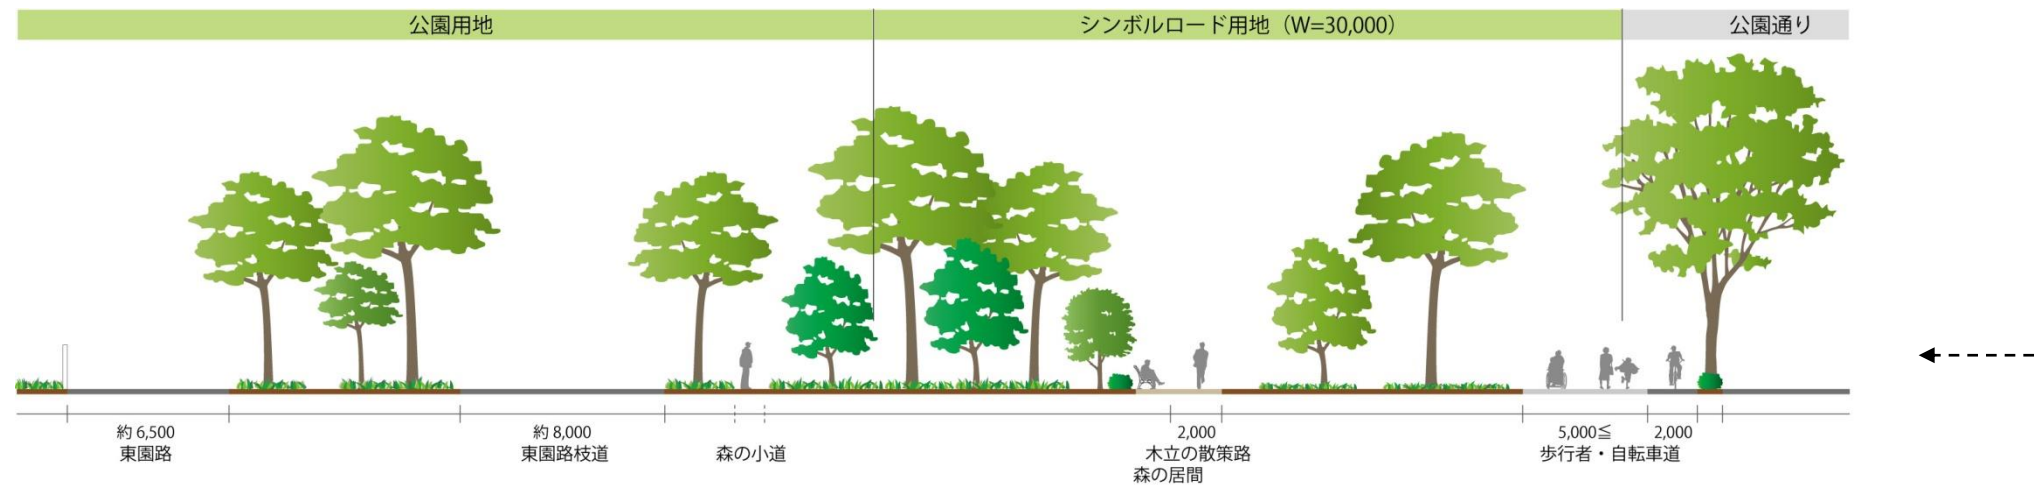 公園用地
シンボルロード用地（W=30,000）
公園通り
約 6,500
東園路
約 8,000
東園路枝道
森の小道
2,000
木立の散策路
森の居間
5,000≦
2,000
歩行者・自転車道